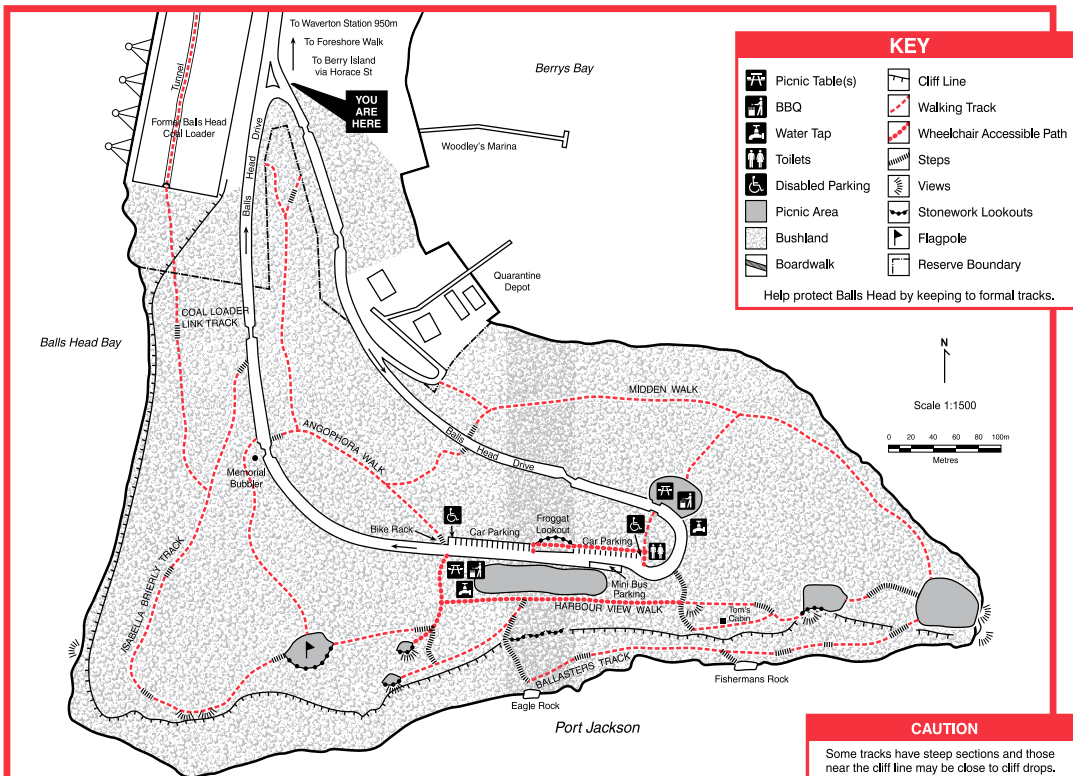 To Waverton Station 950m
To Foreshore Walk
To Berry Island
via Horace St
YOU
ARE
HERE
Berrys Bay
Tunnel
Former Balls Head
Coal Loader
Balls Head Drive
Woodley's Marina
Quarantine
Depot
COAL LOADER
LINK TRACK
Balls Head Bay
MIDDEN WALK
ANGOPHORA WALK
Balls Head Drive
Memorial
Bubbler
Bike Rack
Car Parking
Froggat
Lookout
Car Parking
Mini Bus
Parking
HARBOUR VIEW WALK
Tom's
Cabin
ISABELLA BRIERLY TRACK
BALLASTERS TRACK
Fishermans Rock
Eagle Rock
Port Jackson
KEY
Picnic Table(s)
BBQ
Water Tap
Toilets
Disabled Parking
Picnic Area
Bushland
Boardwalk
Cliff Line
Walking Track
Wheelchair Accessible Path
Steps
Views
Stonework Lookouts
Flagpole
Reserve Boundary
Help protect Balls Head by keeping to formal tracks.
N
Scale 1:1500
0 20 40 60 80 100m
Metres
CAUTION
Some tracks have steep sections and those
near the cliff line may be close to cliff drops.